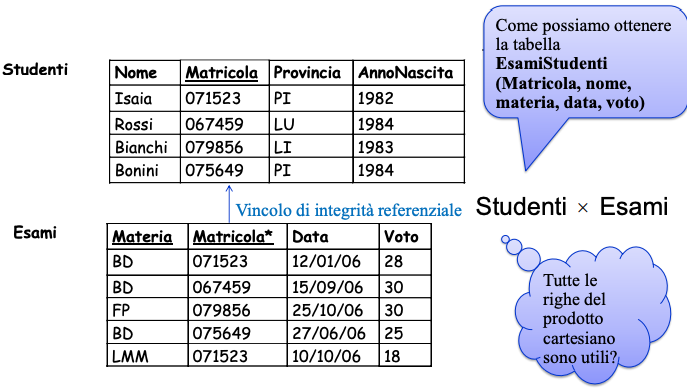 Come possiamo ottenere
la tabella
EsamiStudenti
(Matricola, nome,
materia, data, voto)
Studenti
Nome Matricola Provincia AnnoNascita
Isaia 071523 PI 1982
Rossi 067459 LU 1984
Bianchi 079856 LI 1983
Bonini 075649 PI 1984
Vincolo di integrità referenziale
Studenti × Esami
Esami
Materia Matricola* Data Voto
BD 071523 12/01/06 28
BD 067459 15/09/06 30
FP 079856 25/10/06 30
BD 075649 27/06/06 25
LMM 071523 10/10/06 18
Tutte le
righe del
prodotto
cartesiano
sono utili?